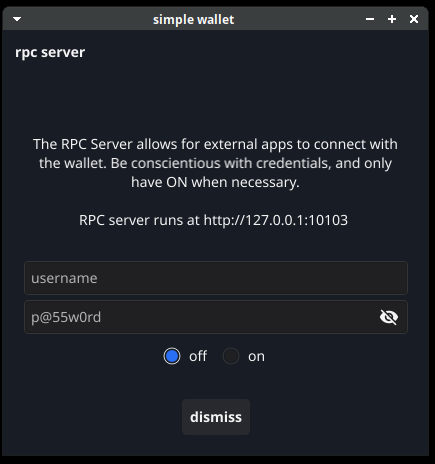 simple wallet
rpc server
The RPC Server allows for external apps to connect with
the wallet. Be conscientious with credentials, and only
have ON when necessary.
RPC server runs at http://127.0.0.1:10103
username
p@55w0rd
off on
dismiss